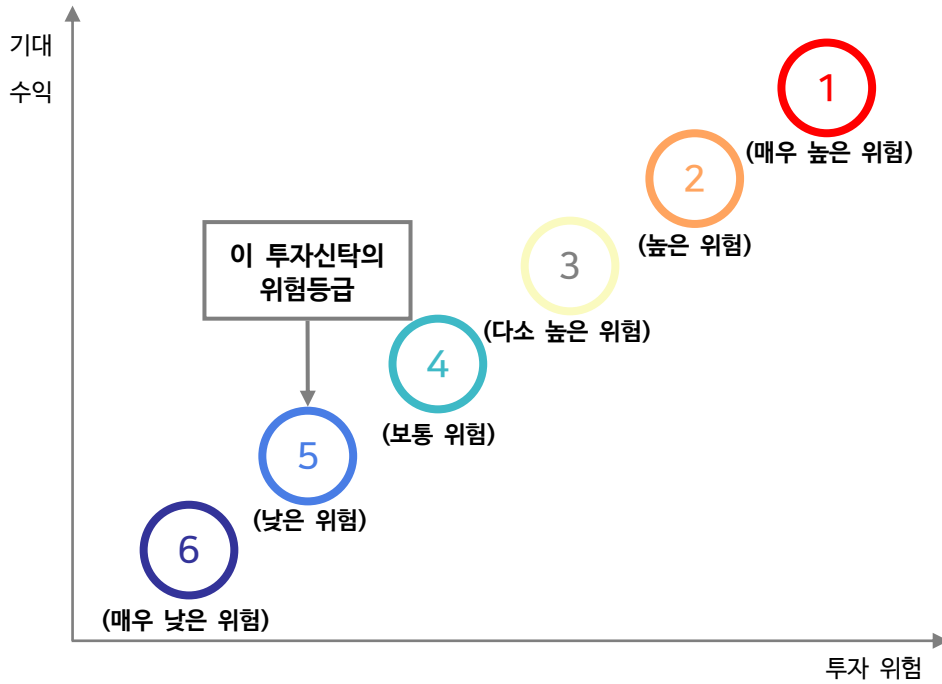 기대
수익
1
(매우 높은 위험)
2
(높은 위험)
이 투자신탁의
위험등급
3
(다소 높은 위험)
4
(보통 위험)
5
(낮은 위험)
6
(매우 낮은 위험)
투자 위험